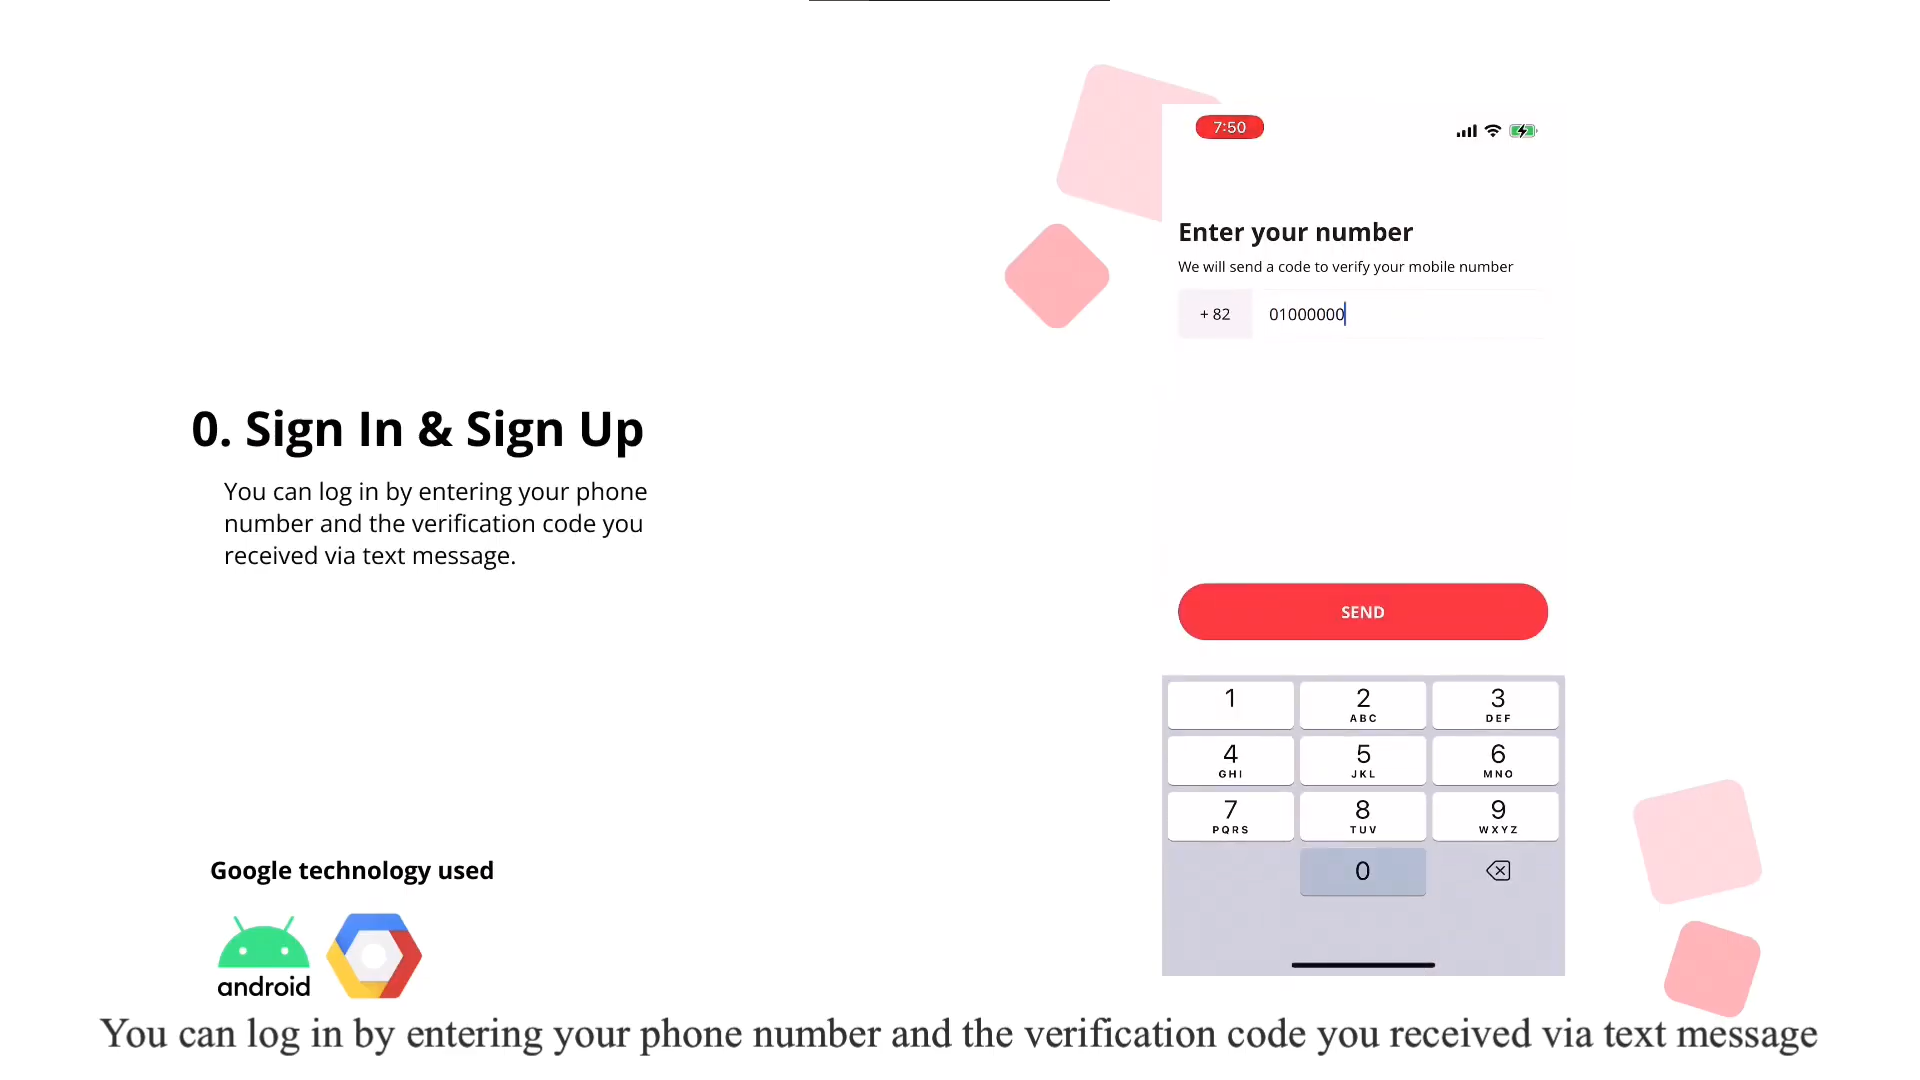 0. Sign In & Sign Up
You can log in by entering your phone
number and the verification code you
received via text message.
Google technology used
android
7:50
Enter your number
We will send a code to verify your mobile number
+ 82 01000000
SEND
1 2 3
ABC DEF
4 5 6
GHI JKL MNO
7 8 9
PQRS TUV WXYZ
0
You can log in by entering your phone number and the verification code you received via text message